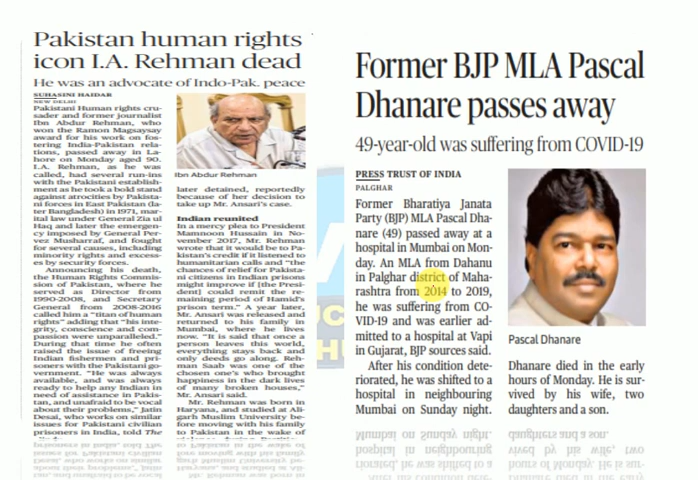 Pakistan human rights
icon I.A. Rehman dead
He was an advocate of Indo-Pak. peace
SUHASINI HAIDAR
NEW DELHI
Pakistan Human rights cru-
sader and former journalist
Ibn Abdur Rehman, who
won the Ramon Magsaysay
award for his work on fos-
tering India-Pakistan rela-
tions, passed away in La-
hore on Monday aged 90.
I.A. Rehman, as he was
called, had several run-ins
with the Pakistani establish-
ment as he took a bold stand
against atrocities by Pakista-
ni forces in East Pakistan (la-
ter Bangladesh) in 1971, mar-
ital law under General Zia ul
Haq and later the emergen-
cy imposed by General Per-
vez Musharraf, and fought
for several causes, including
minority rights and excess-
es by security forces.
Announcing his death,
the Human Rights Commis-
sion of Pakistan, where he
served as Director from
1990-2008, and Secretary
General from 2008-2016
called him a “titan of human
rights” adding that “his inte-
grity, conscience and com-
passion were unparalleled.”
During that time he often
raised the issue of freeing
Indian fishermen and pri-
soners with the Pakistani go-
vernment. “He was always
available, and was always
ready to help any Indian in
need of assistance in Pakis-
tan, and unafraid to be vocal
about their problems,” Jatin
Desai, who works on similar
issues for Pakistani civilian
prisoners in India, told The
Ibn Abdur Rehman
later detained, reportedly
because of her decision to
take up Mr. Ansari's case.
Indian reunited
In a mercy plea to President
Mamnoon Hussain in No-
vember 2017, Mr. Rehman
wrote that it would be to Pa-
kistan's credit if it listened to
humanitarian calls and “the
chances of relief for Pakista-
ni citizens in Indian prisons
might improve if [the Presi-
dent] could remit the re-
maining period of Hamid's
prison term.” A year later,
Mr. Ansari was released and
returned to his family in
Mumbai, where he lives
now. “It is said that once a
person leaves this world,
everything stays back and
only deeds go along. Reh-
man Saab was one of the
chosen one's who brought
happiness in the dark lives
of many broken houses,”
Mr. Ansari said.
Mr. Rehman was born in
Haryana, and studied at Ali-
garh Muslim University be-
fore moving with his family
to Pakistan in the wake of
Former BJP MLA Pascal
Dhanare passes away
49-year-old was suffering from COVID-19
PRESS TRUST OF INDIA
PALGHAR
Former Bharatiya Janata
Party (BJP) MLA Pascal Dha-
nare (49) passed away at a
hospital in Mumbai on Mon-
day. An MLA from Dahanu
in Palghar district of Maha-
rashtra from 2014 to 2019,
he was suffering from CO-
VID-19 and was earlier ad-
mitted to a hospital at Vapi
in Gujarat, BJP sources said.
After his condition dete-
riorated, he was shifted to a
hospital in neighbouring
Mumbai on Sunday night.
Pascal Dhanare
Dhanare died in the early
hours of Monday. He is sur-
vived by his wife, two
daughters and a son.